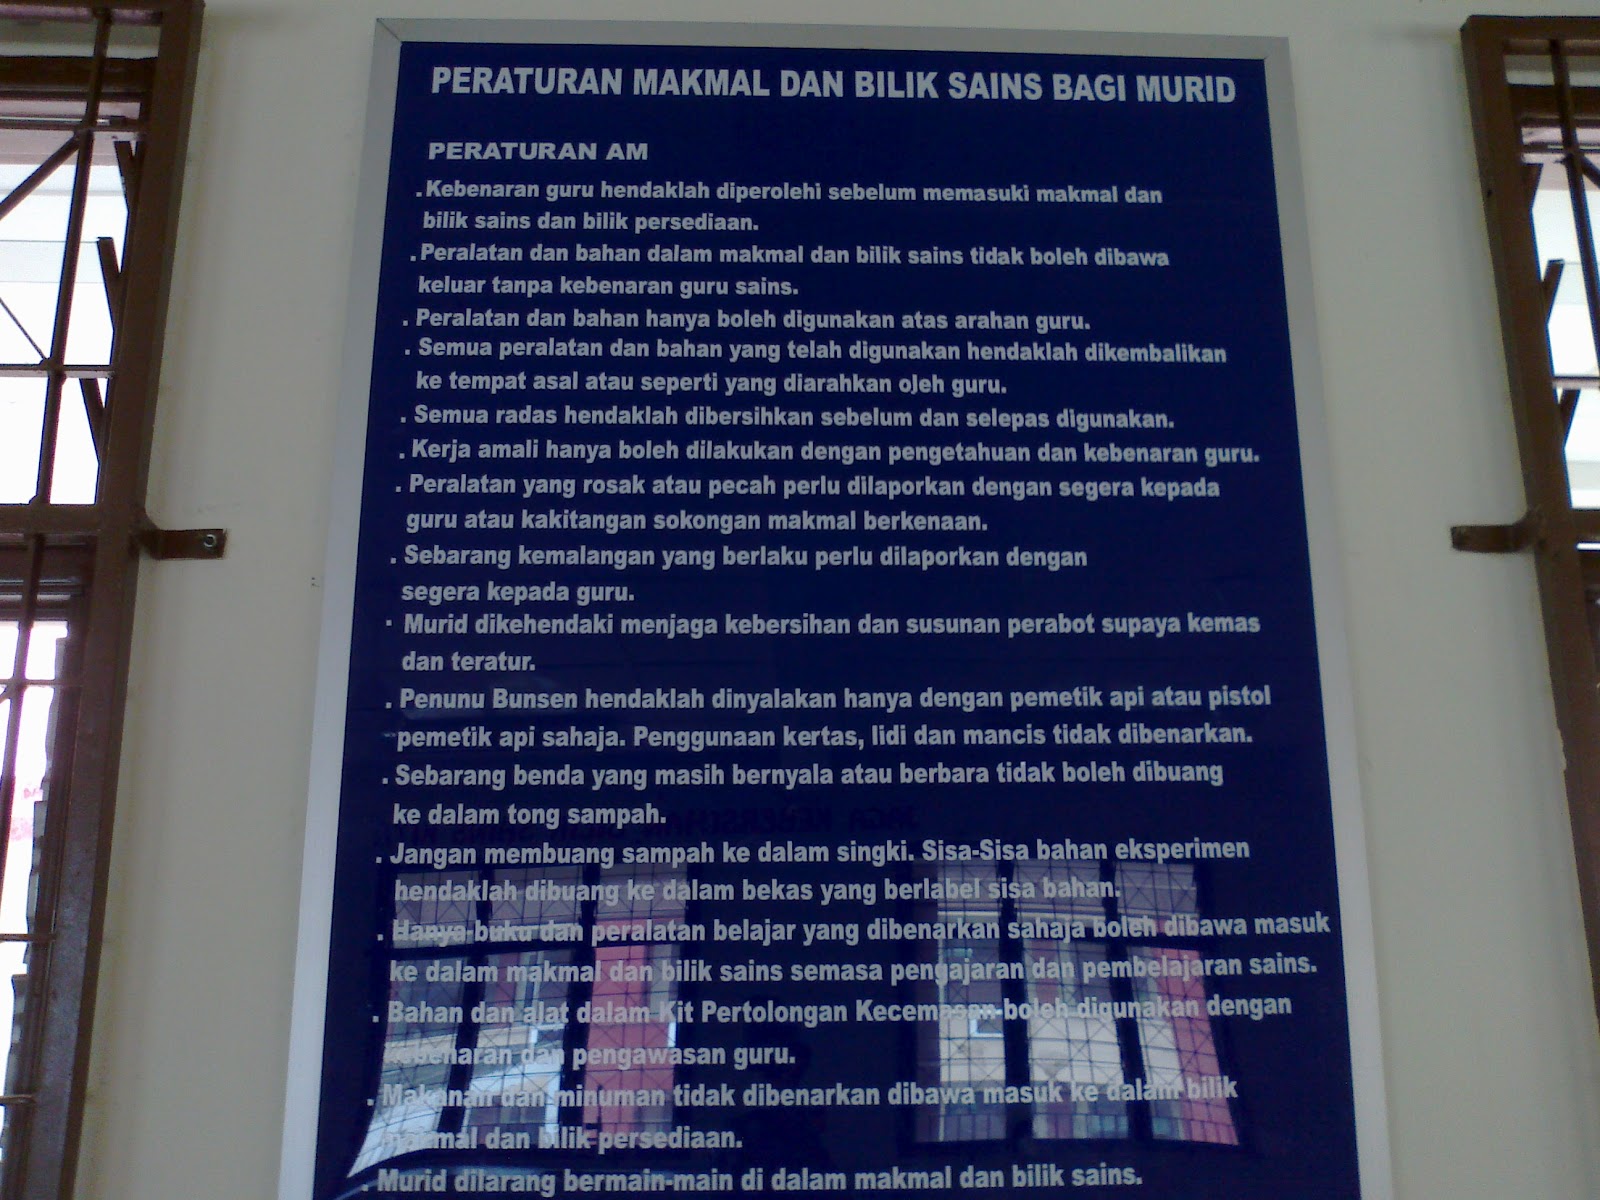 PERATURAN MAKMAL DAN BILIK SAINS BAGI MURID
PERATURAN AM
. Kebenaran guru hendaklah diperolehi sebelum memasuki makmal dan
bilik sains dan bilik persediaan.
. Peralatan dan bahan dalam makmal dan bilik sains tidak boleh dibawa
keluar tanpa kebenaran guru sains.
. Peralatan dan bahan hanya boleh digunakan atas arahan guru.
. Semua peralatan dan bahan yang telah digunakan hendaklah dikembalikan
ke tempat asal atau seperti yang diarahkan oleh guru.
. Semua radas hendaklah dibersihkan sebelum dan selepas digunakan.
. Kerja amali hanya boleh dilakukan dengan pengetahuan dan kebenaran guru.
. Peralatan yang rosak atau pecah perlu dilaporkan dengan segera kepada
guru atau kakitangan sokongan makmal berkenaan.
. Sebarang kemalangan yang berlaku perlu dilaporkan dengan
segera kepada guru.
. Murid dikehendaki menjaga kebersihan dan susunan perabot supaya kemas
dan teratur.
. Penunu Bunsen hendaklah dinyalakan hanya dengan pemetik api atau pistol
pemetik api sahaja. Penggunaan kertas, lidi dan mancis tidak dibenarkan.
. Sebarang benda yang masih bernyala atau berbara tidak boleh dibuang
ke dalam tong sampah.
. Jangan membuang sampah ke dalam singki. Sisa-Sisa bahan eksperimen
hendaklah dibuang ke dalam bekas yang berlabel sisa bahan.
. Hanya buku dan peralatan belajar yang dibenarkan sahaja boleh dibawa masuk
ke dalam makmal dan bilik sains semasa pengajaran dan pembelajaran sains.
. Bahan dan alat dalam Kit Pertolongan Kecemasan boleh digunakan dengan
kebenaran dan pengawasan guru.
. Makanan dan minuman tidak dibenarkan dibawa masuk ke dalam bilik
makmal dan bilik persediaan.
. Murid dilarang bermain-main di dalam makmal dan bilik sains.